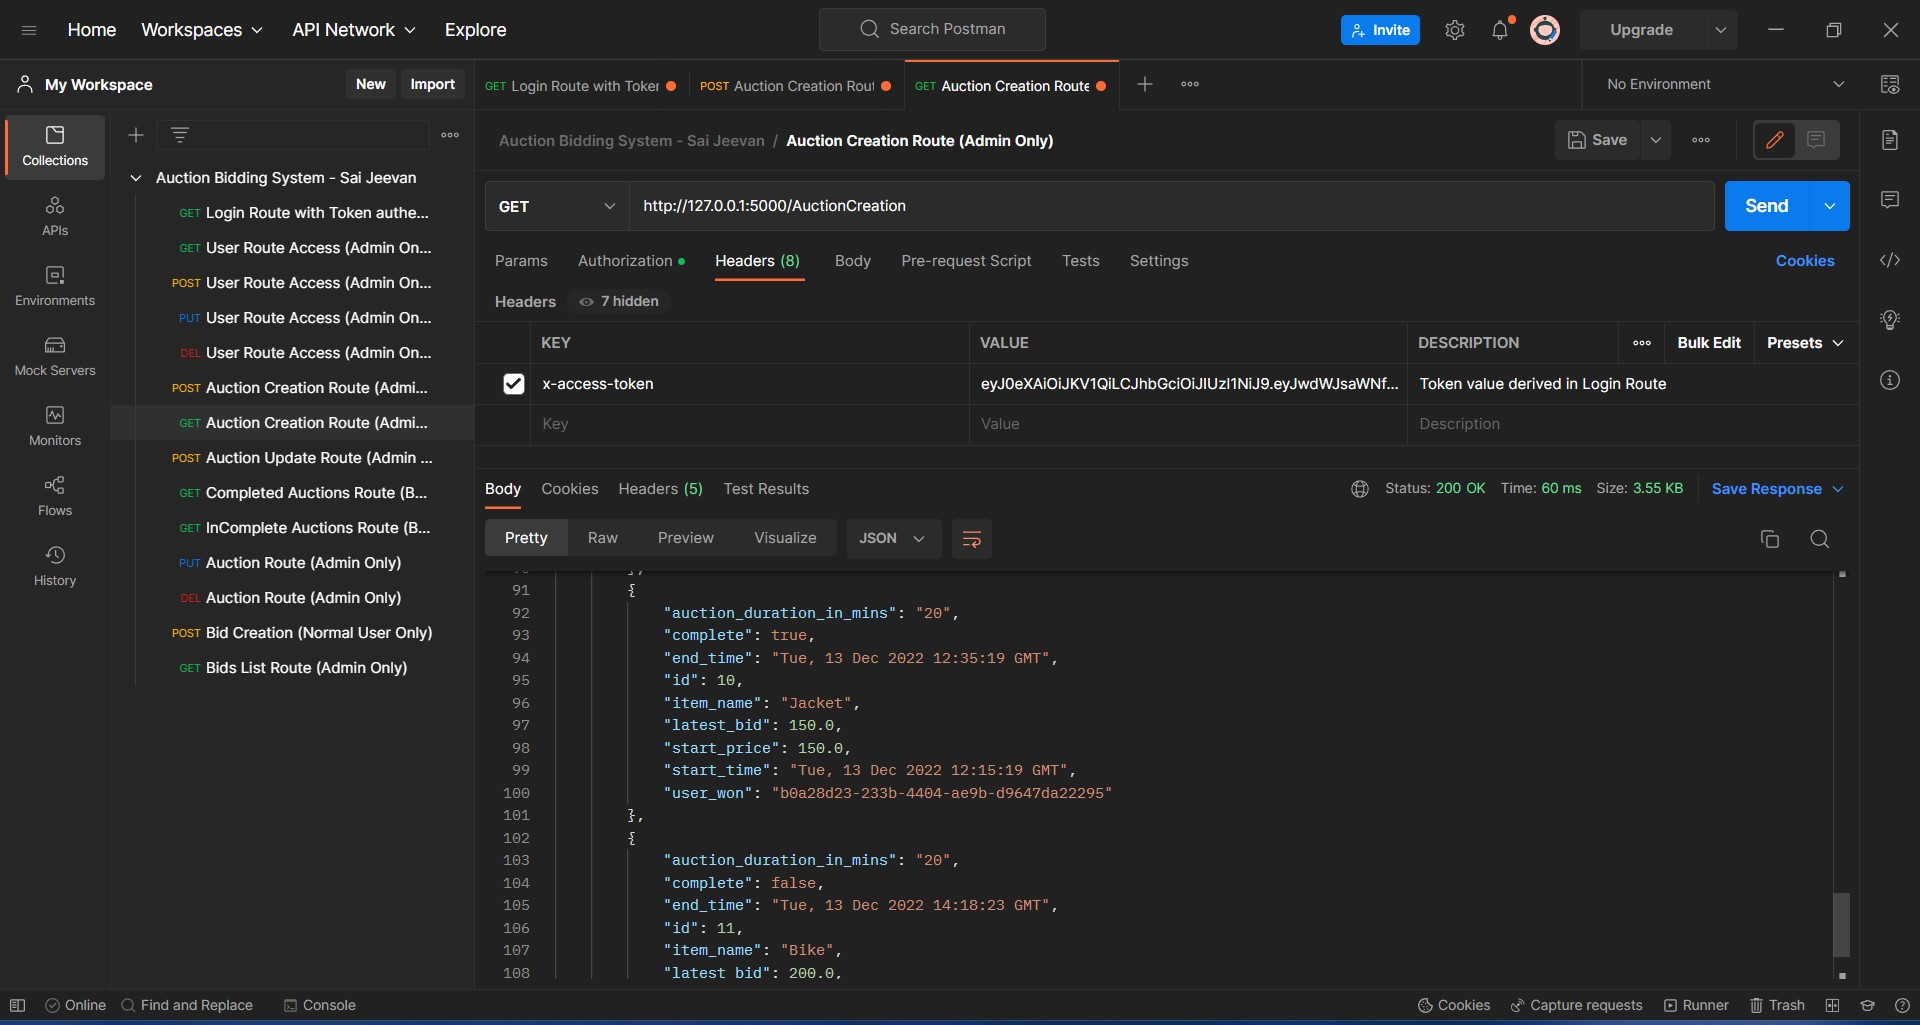 Home Workspaces API Network Explore Search Postman Invite Upgrade
My Workspace New Import
GET Login Route with Token POST Auction Creation Rout GET Auction Creation Route No Environment
Auction Bidding System - Sai Jeevan / Auction Creation Route (Admin Only) Save
Collections
APIs
Environments
Mock Servers
Monitors
Flows
History
Auction Bidding System - Sai Jeevan
GET Login Route with Token authe...
GET User Route Access (Admin On...
POST User Route Access (Admin On...
PUT User Route Access (Admin On...
DEL User Route Access (Admin On...
POST Auction Creation Route (Admi...
GET Auction Creation Route (Admi...
POST Auction Update Route (Admin ...
GET Completed Auctions Route (B...
GET InComplete Auctions Route (B...
PUT Auction Route (Admin Only)
DEL Auction Route (Admin Only)
POST Bid Creation (Normal User Only)
GET Bids List Route (Admin Only)
GET http://127.0.0.1:5000/AuctionCreation Send
Params Authorization Headers (8) Body Pre-request Script Tests Settings Cookies
Headers 7 hidden
KEY VALUE DESCRIPTION Bulk Edit Presets
x-access-token eyJ0eXAiOiJKV1QiLCJhbGciOiJIUzI1NiJ9.eyJwdWJsaWNf... Token value derived in Login Route
Key Value Description
Body Cookies Headers (5) Test Results Status: 200 OK Time: 60 ms Size: 3.55 KB Save Response
Pretty Raw Preview Visualize JSON
91 {
92 "auction_duration_in_mins": "20",
93 "complete": true,
94 "end_time": "Tue, 13 Dec 2022 12:35:19 GMT",
95 "id": 10,
96 "item_name": "Jacket",
97 "latest_bid": 150.0,
98 "start_price": 150.0,
99 "start_time": "Tue, 13 Dec 2022 12:15:19 GMT",
100 "user_won": "b0a28d23-233b-4404-ae9b-d9647da22295"
101 },
102 {
103 "auction_duration_in_mins": "20",
104 "complete": false,
105 "end_time": "Tue, 13 Dec 2022 14:18:23 GMT",
106 "id": 11,
107 "item_name": "Bike",
108 "latest_bid": 200.0,
Online Find and Replace Console Cookies Capture requests Runner Trash